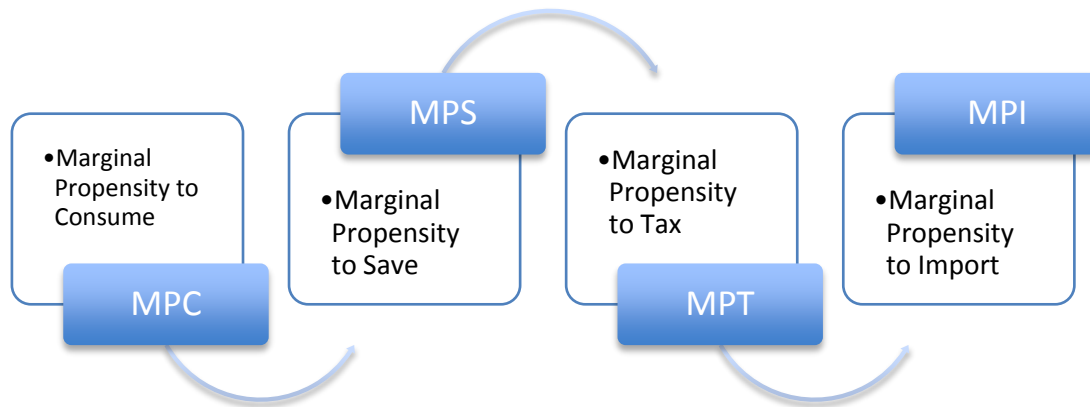 •Marginal
Propensity to
Consume
MPC
MPS
•Marginal
Propensity
to Save
•Marginal
Propensity
to Tax
MPT
MPI
•Marginal
Propensity
to Import